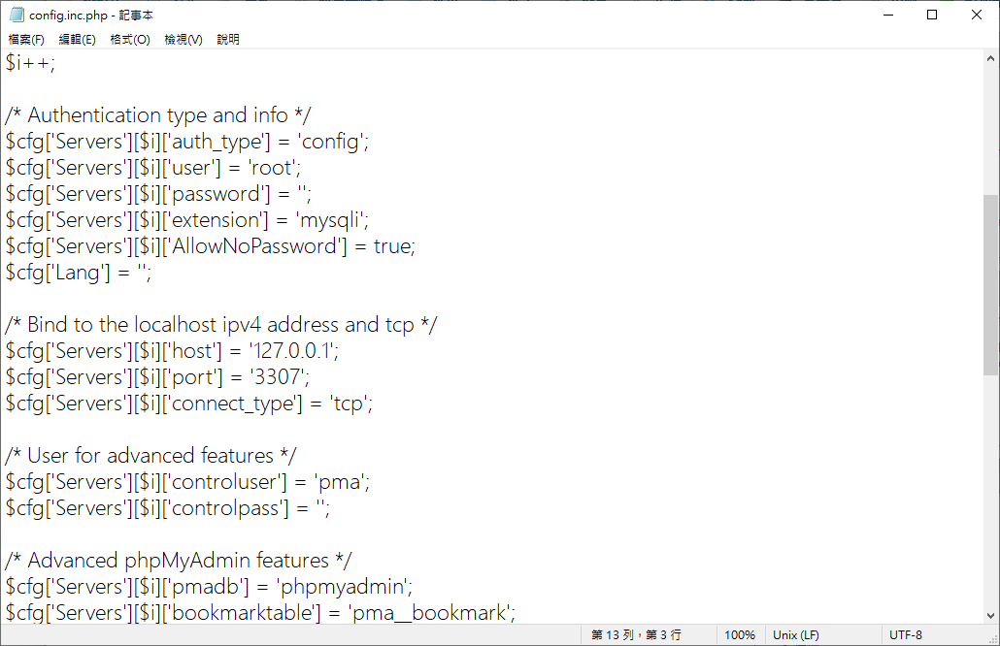 config.inc.php - 記事本
檔案(F) 編輯(E) 格式(O) 檢視(V) 說明
$i++;
/* Authentication type and info */
$cfg['Servers'][$i]['auth_type'] = 'config';
$cfg['Servers'][$i]['user'] = 'root';
$cfg['Servers'][$i]['password'] = '';
$cfg['Servers'][$i]['extension'] = 'mysqli';
$cfg['Servers'][$i]['AllowNoPassword'] = true;
$cfg['Lang'] = '';
/* Bind to the localhost ipv4 address and tcp */
$cfg['Servers'][$i]['host'] = '127.0.0.1';
$cfg['Servers'][$i]['port'] = '3307';
$cfg['Servers'][$i]['connect_type'] = 'tcp';
/* User for advanced features */
$cfg['Servers'][$i]['controluser'] = 'pma';
$cfg['Servers'][$i]['controlpass'] = '';
/* Advanced phpMyAdmin features */
$cfg['Servers'][$i]['pmadb'] = 'phpmyadmin';
$cfg['Servers'][$i]['bookmarktable'] = 'pma__bookmark';
第 13 列，第 3 行 100% Unix (LF) UTF-8